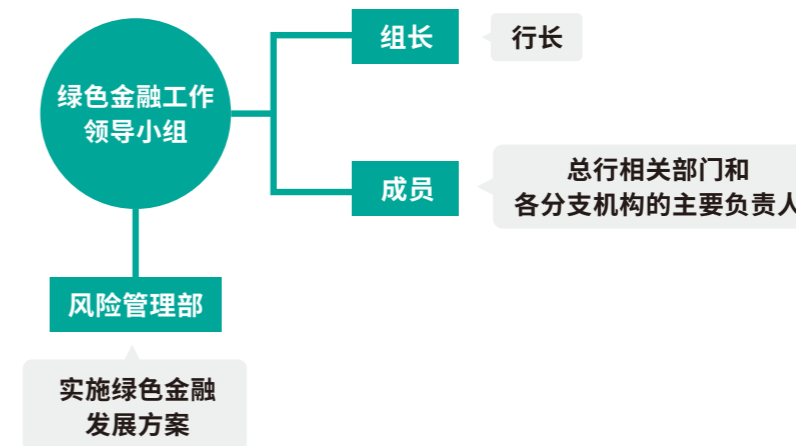 绿色金融工作
领导小组
组长
行长
成员
总行相关部门和
各分支机构的主要负责人
风险管理部
实施绿色金融
发展方案